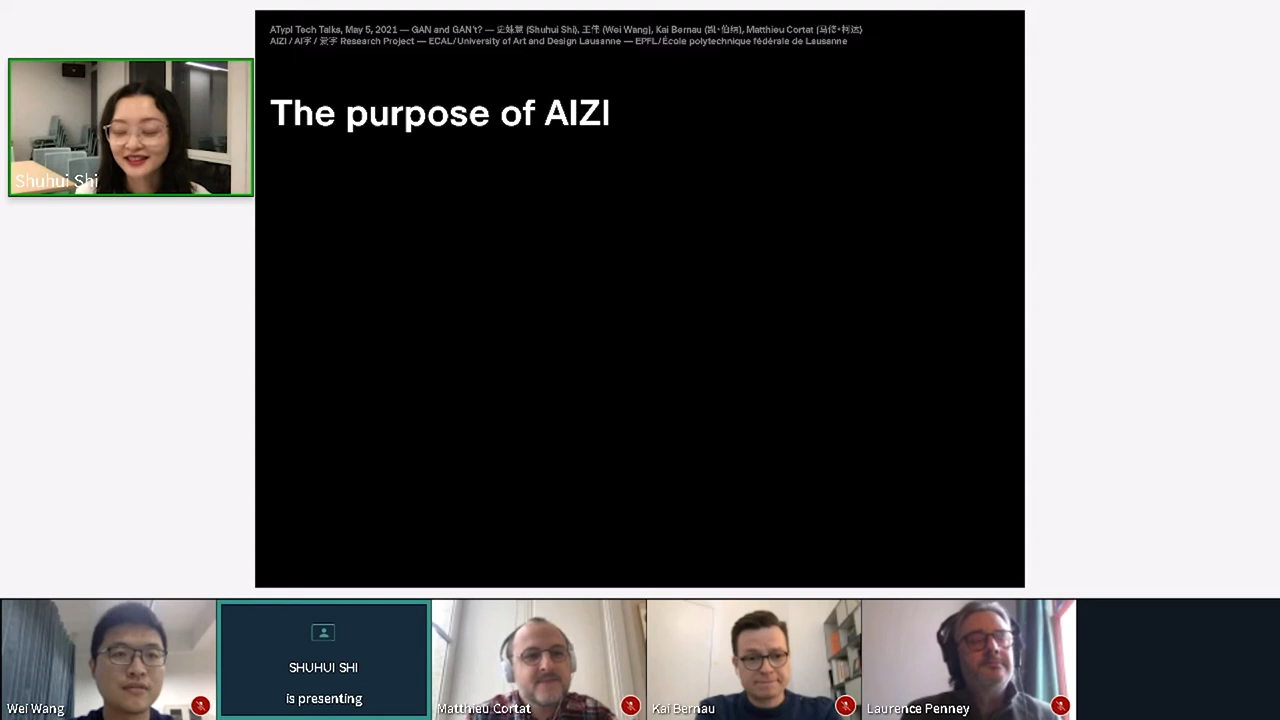 ATypI Tech Talks, May 5, 2021 — GAN and GAN't? — 史姝慧 (Shuhui Shi), 王伟 (Wei Wang), Kai Bernau (凯·伯纳), Matthieu Cortat (马修·柯达)
AIZI / AI字 / 爱字 Research Project — ECAL/University of Art and Design Lausanne — EPFL/École polytechnique fédérale de Lausanne
The purpose of AIZI
Shuhui Shi
SHUHUI SHI
is presenting
Wei Wang
Matthieu Cortat
Kai Bernau
Laurence Penney